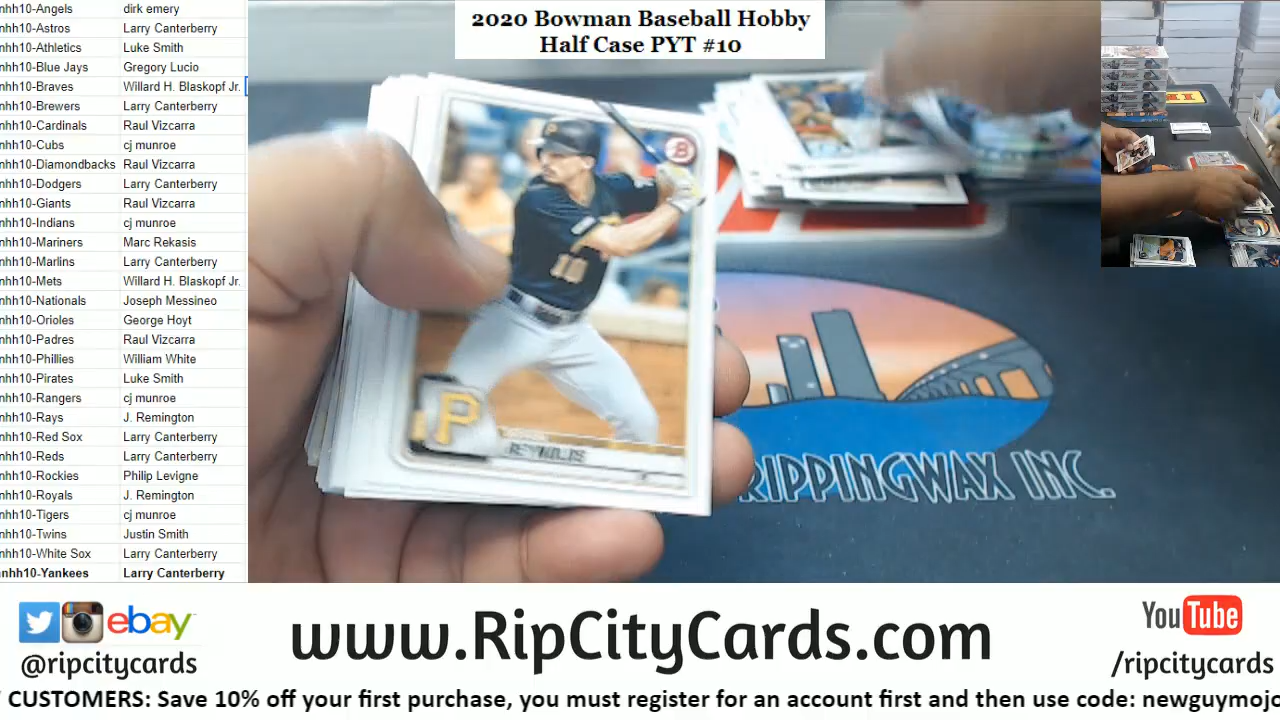 2020 Bowman Baseball Hobby
Half Case PYT #10
nhh10-Angels dirk emery
nhh10-Astros Larry Canterberry
nhh10-Athletics Luke Smith
nhh10-Blue Jays Gregory Lucio
nhh10-Braves Willard H. Blaskopf Jr.
nhh10-Brewers Larry Canterberry
nhh10-Cardinals Raul Vizcarra
nhh10-Cubs cj munroe
nhh10-Diamondbacks Raul Vizcarra
nhh10-Dodgers Larry Canterberry
nhh10-Giants Raul Vizcarra
nhh10-Indians cj munroe
nhh10-Mariners Marc Rekasis
nhh10-Marlins Larry Canterberry
nhh10-Mets Willard H. Blaskopf Jr.
nhh10-Nationals Joseph Messineo
nhh10-Orioles George Hoyt
nhh10-Padres Raul Vizcarra
nhh10-Phillies William White
nhh10-Pirates Luke Smith
nhh10-Rangers cj munroe
nhh10-Rays J. Remington
nhh10-Red Sox Larry Canterberry
nhh10-Reds Larry Canterberry
nhh10-Rockies Philip Levigne
nhh10-Royals J. Remington
nhh10-Tigers cj munroe
nhh10-Twins Justin Smith
nhh10-White Sox Larry Canterberry
nhh10-Yankees Larry Canterberry
B
10
P
REYNOLDS
RIPPINGWAX INC.
ebay
@ripcitycards
www.RipCityCards.com
YouTube
/ripcitycards
CUSTOMERS: Save 10% off your first purchase, you must register for an account first and then use code: newguymojo